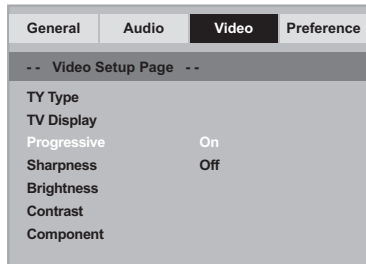 General Audio Video Preference
- - Video Setup Page - -
TY Type
TV Display
Progressive On
Sharpness Off
Brightness
Contrast
Component